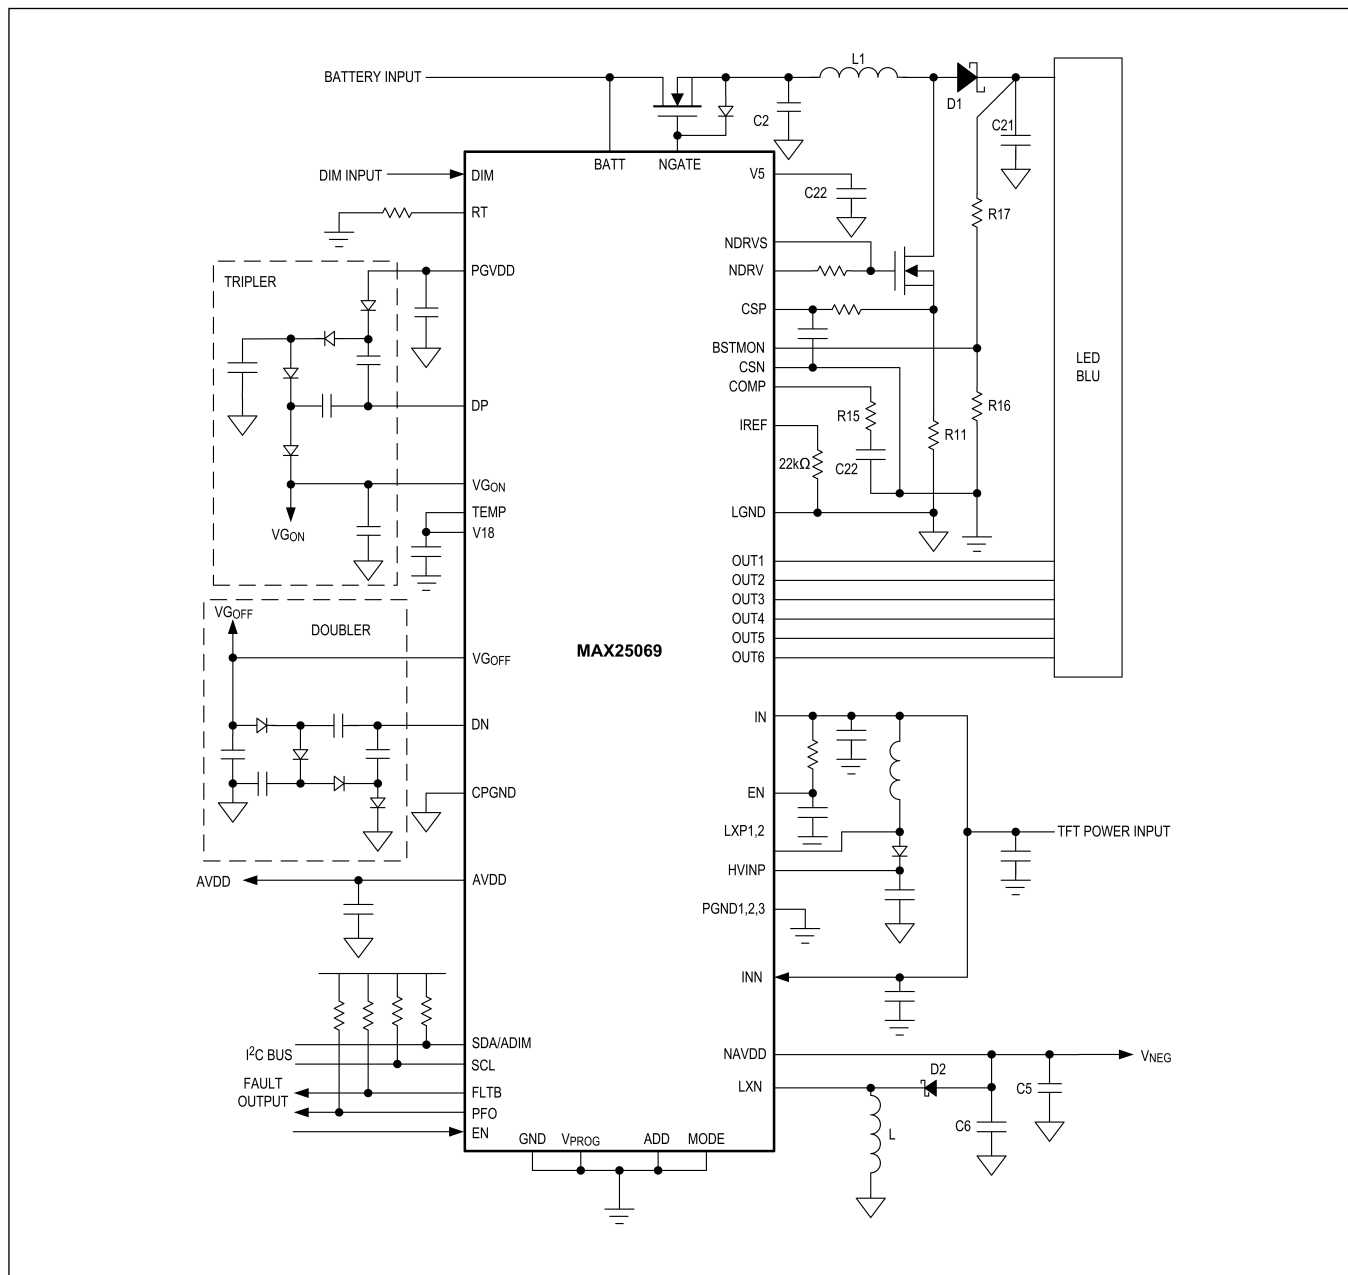 L1
BATTERY INPUT
D1
C2
C21
BATT
NGATE
DIM INPUT
DIM
V5
C22
RT
R17
NDRVS
PGVDD
NDRV
TRIPLER
CSP
BSTMON
LED
BLU
CSN
COMP
DP
R15
R16
IREF
R11
22kΩ
C22
VGON
TEMP
LGND
VGON
V18
OUT1
OUT2
OUT3
OUT4
OUT5
OUT6
VGOFF
DOUBLER
MAX25069
VGOFF
IN
DN
EN
CPGND
LXP1,2
TFT POWER INPUT
HVINP
AVDD
AVDD
PGND1,2,3
INN
SDA/ADIM
I2C BUS
SCL
NAVDD
VNEG
D2
LXN
C5
FAULT
OUTPUT
FLTB
PFO
EN
C6
L
GND
VPROG
ADD
MODE